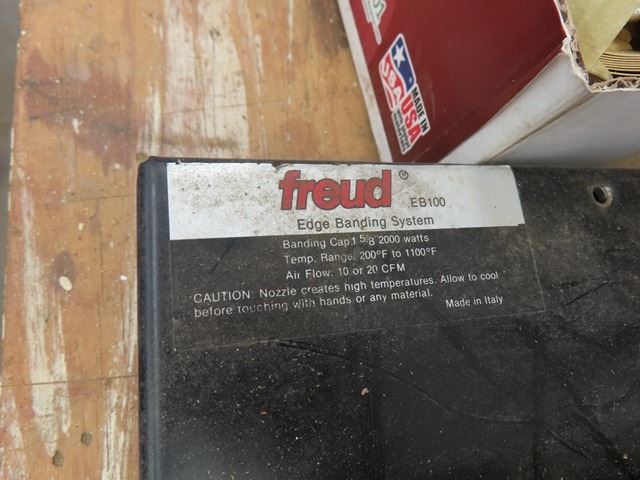 MADE IN
USA
freud®
EB100
Edge Banding System
Banding Cap.1 5/8 2000 watts
Temp. Range: 200°F to 1100°F
Air Flow: 10 or 20 CFM
CAUTION: Nozzle creates high temperatures. Allow to cool
before touching with hands or any material.
Made in Italy